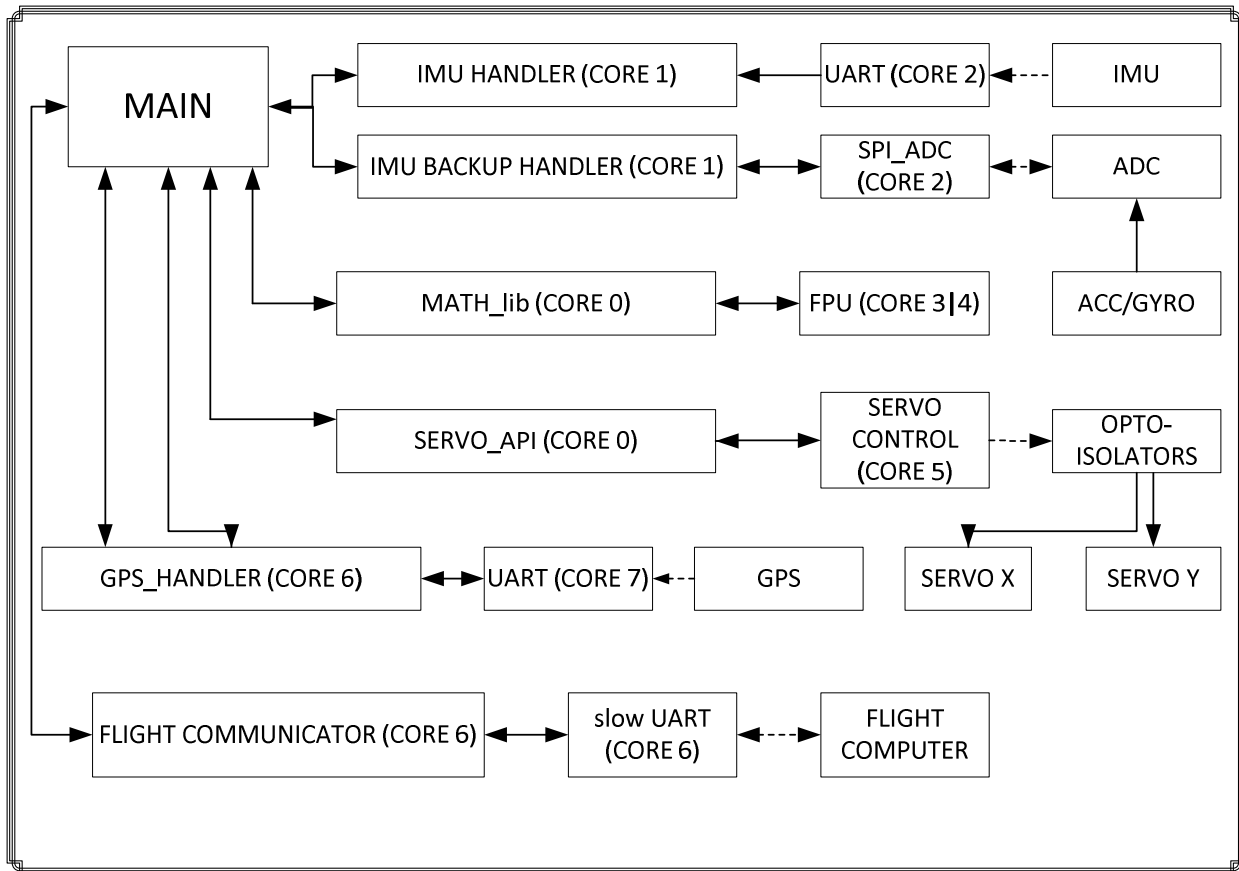 MAIN
IMU HANDLER (CORE 1)
UART (CORE 2)
IMU
IMU BACKUP HANDLER (CORE 1)
SPI_ADC
(CORE 2)
ADC
MATH_lib (CORE 0)
FPU (CORE 3|4)
ACC/GYRO
SERVO_API (CORE 0)
SERVO
CONTROL
(CORE 5)
OPTO-
ISOLATORS
GPS_HANDLER (CORE 6)
UART (CORE 7)
GPS
SERVO X
SERVO Y
FLIGHT COMMUNICATOR (CORE 6)
slow UART
(CORE 6)
FLIGHT
COMPUTER